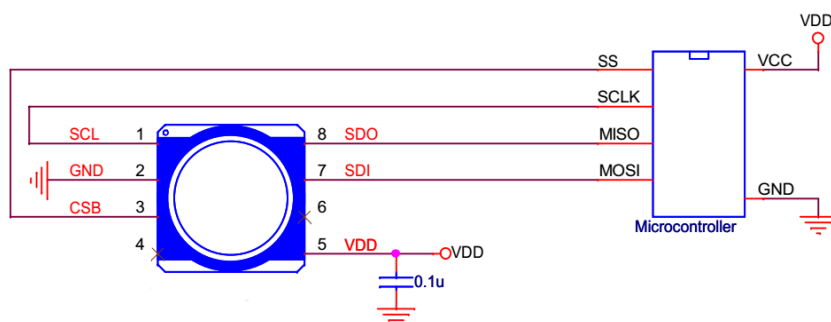 VDD
SS VCC
SCLK
SCL 1 8 SDO MISO
GND 2 7 SDI MOSI
CSB 3 6 GND
Microcontroller
4 5 VDD VDD
0.1u